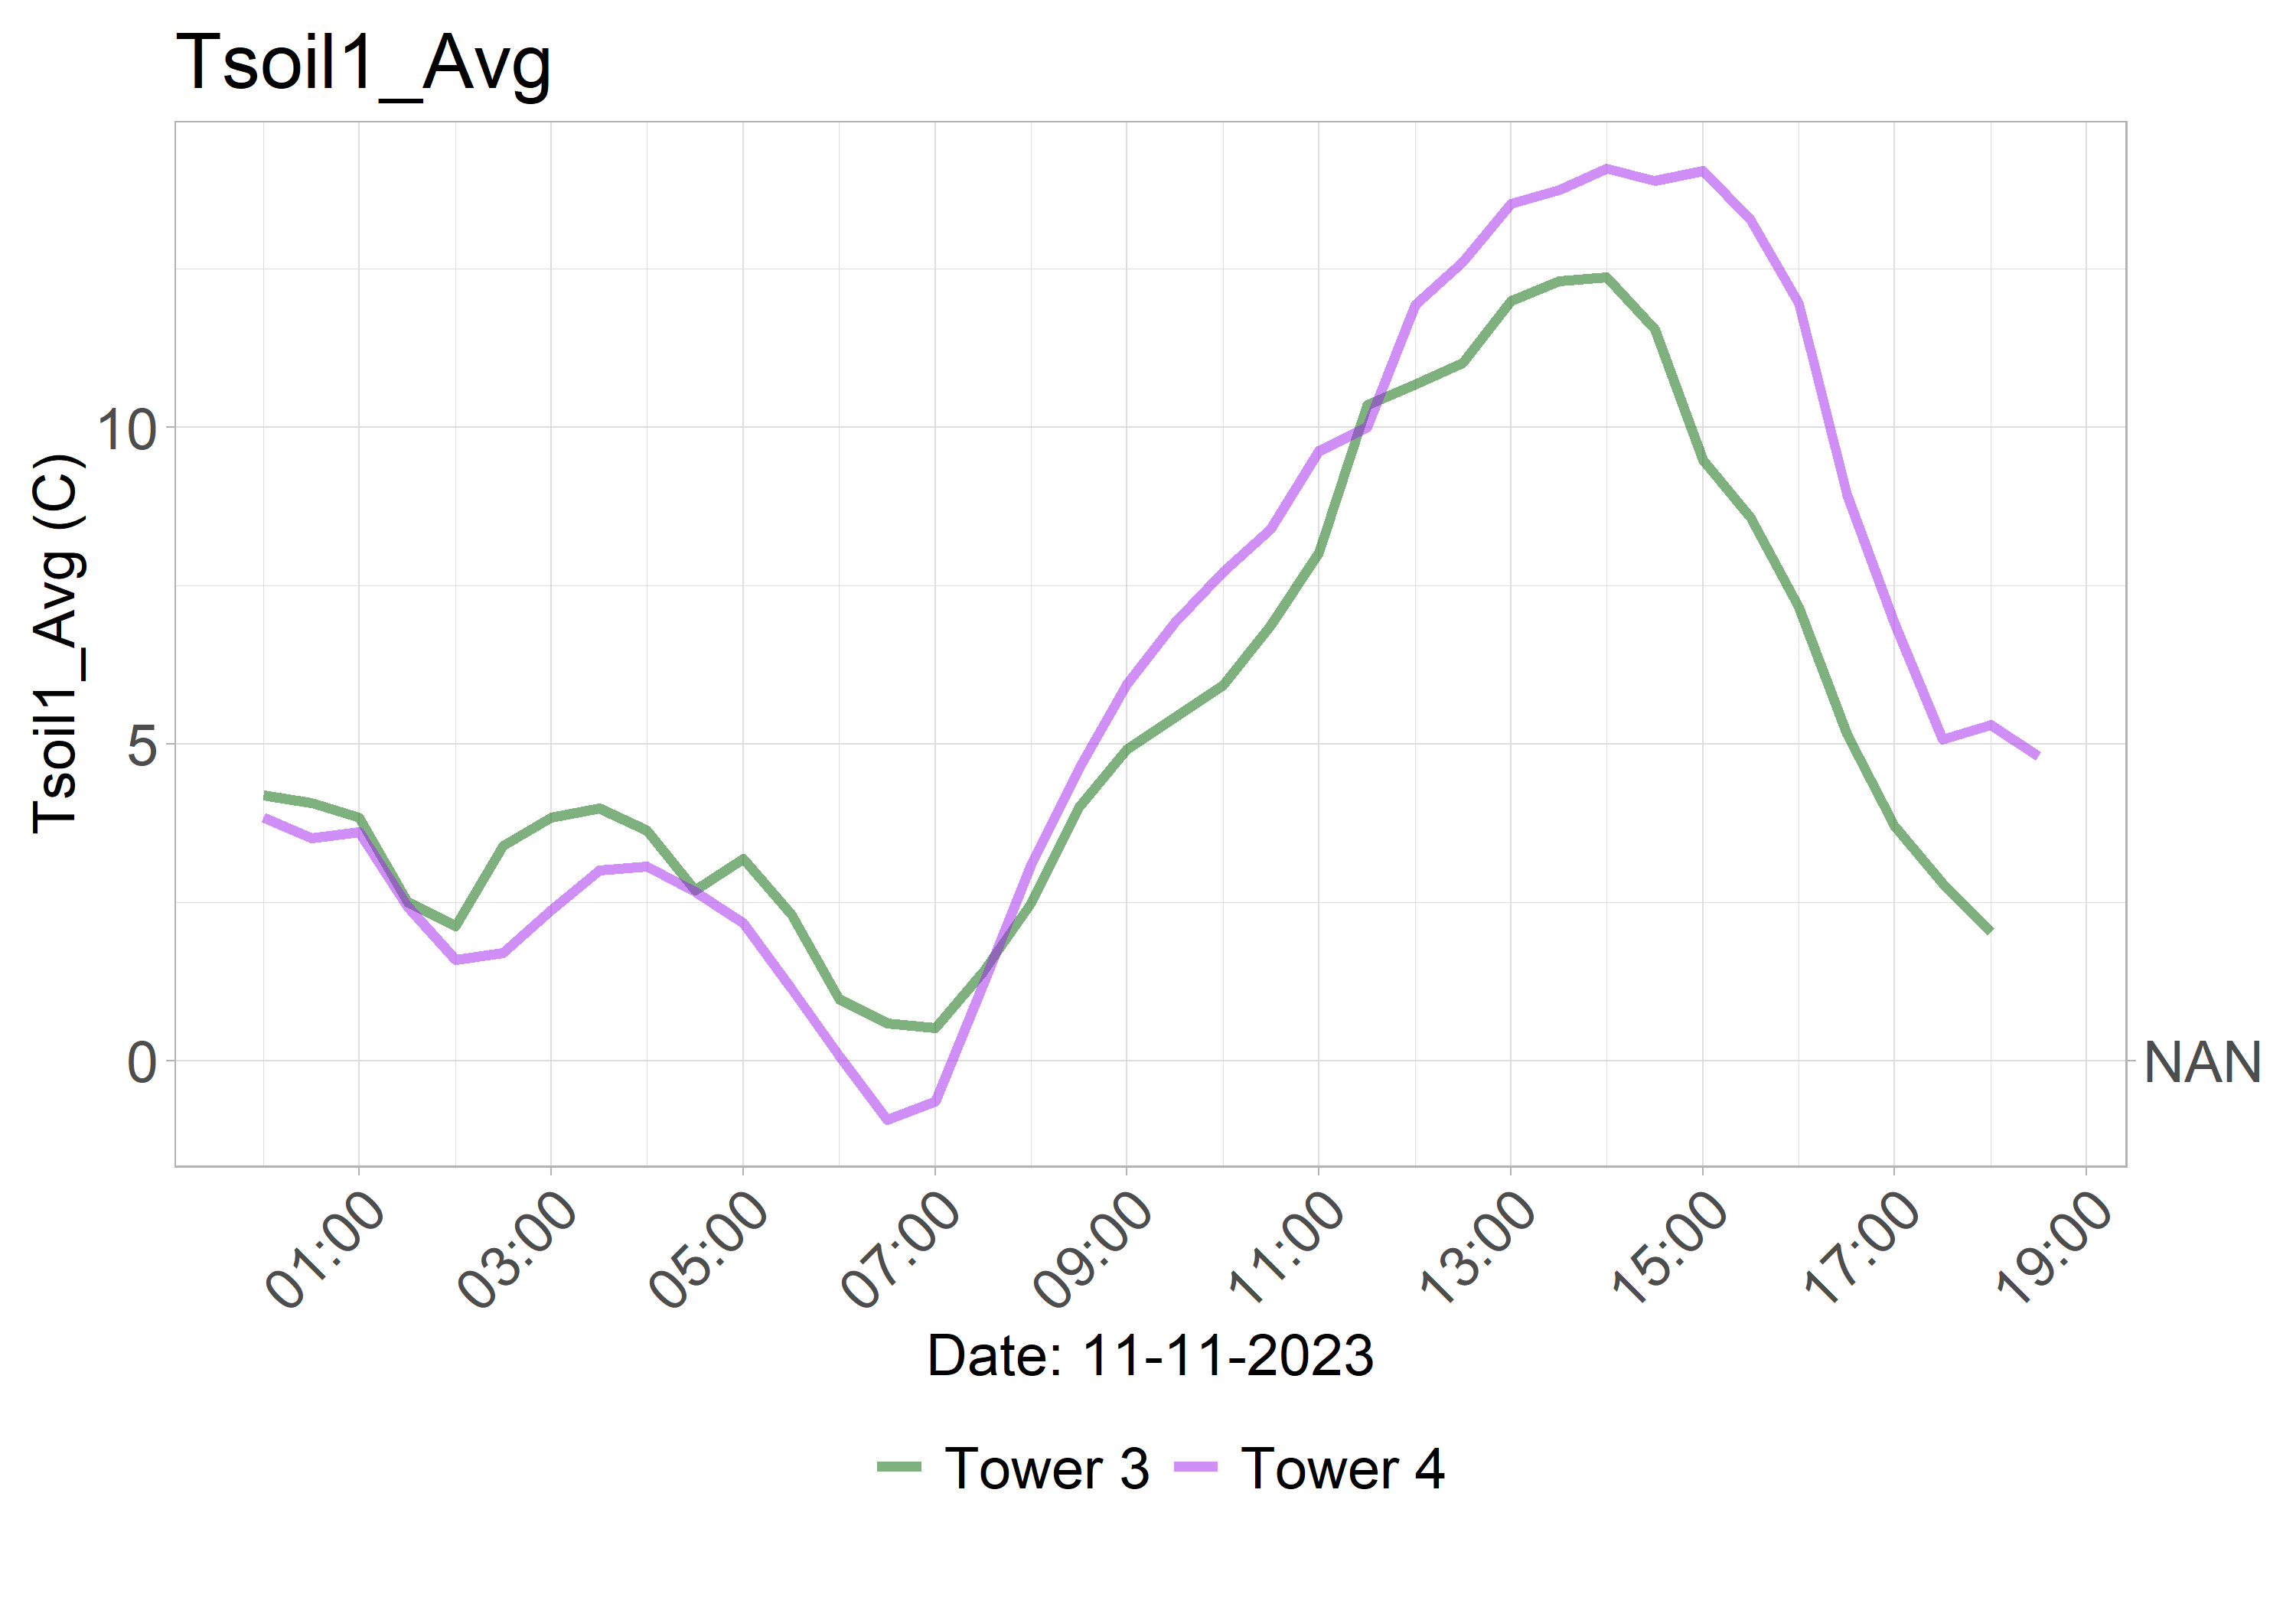 Tsoil1_Avg
Tsoil1_Avg (C)
10
5
0
NAN
01:00 03:00 05:00 07:00 09:00 11:00 13:00 15:00 17:00 19:00
Date: 11-11-2023
Tower 3 Tower 4